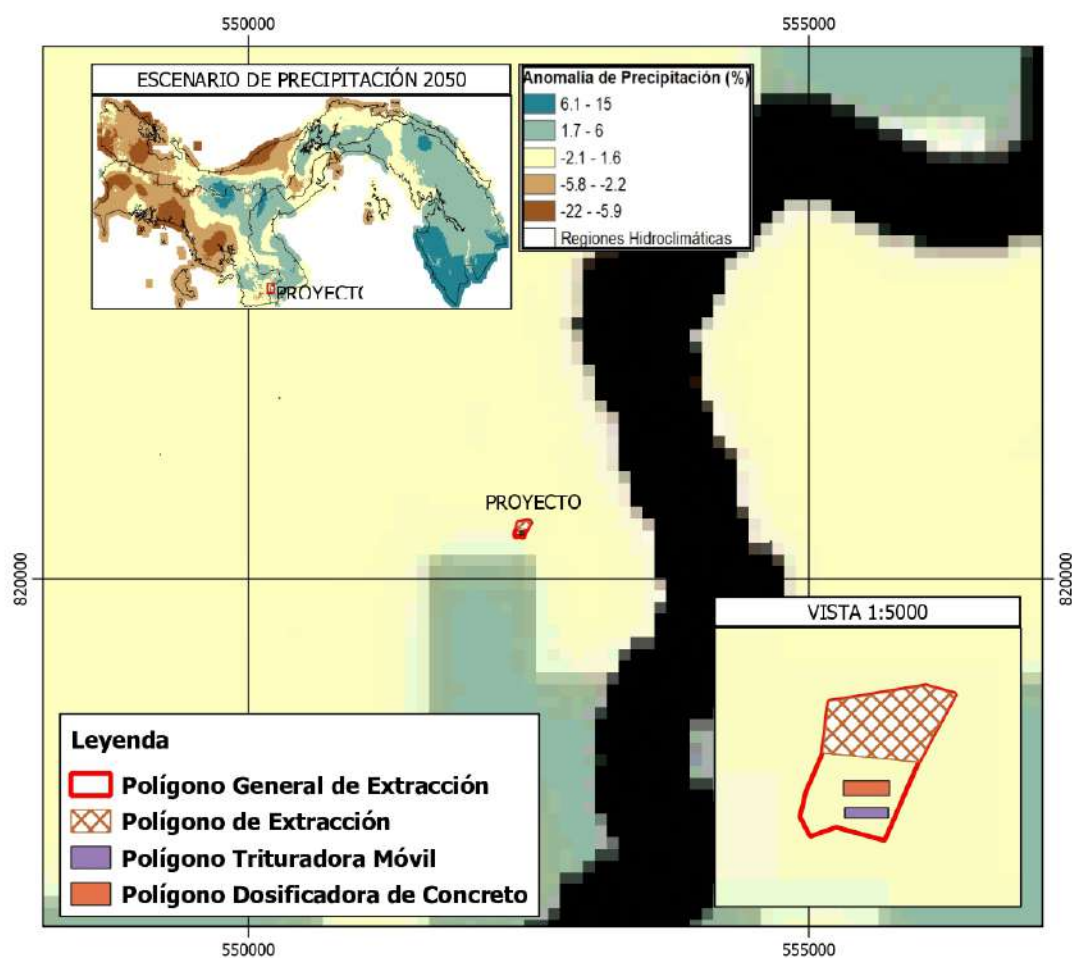 550000
555000
ESCENARIO DE PRECIPITACIÓN 2050
PROYECTO
Anomalía de Precipitación (%)
6.1 - 15
1.7 - 6
-2.1 - 1.6
-5.8 - -2.2
-22 - -5.9
Regiones Hidroclimáticas
PROYECTO
820000
820000
VISTA 1:5000
Leyenda
Polígono General de Extracción
Polígono de Extracción
Polígono Trituradora Móvil
Polígono Dosificadora de Concreto
550000
555000